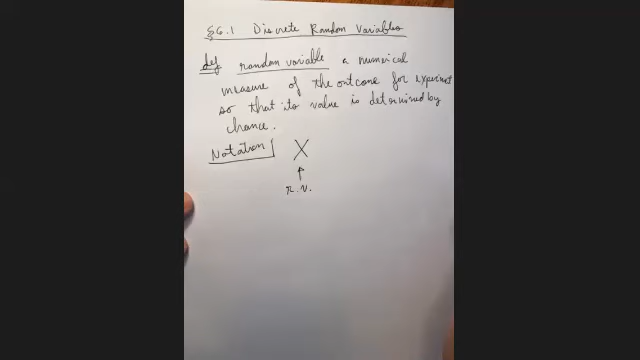 §6.1 Discrete Random Variables
def random variable a numerical
measure of the outcome for experiment
so that its value is determined by
chance.
Notation X
r.v.